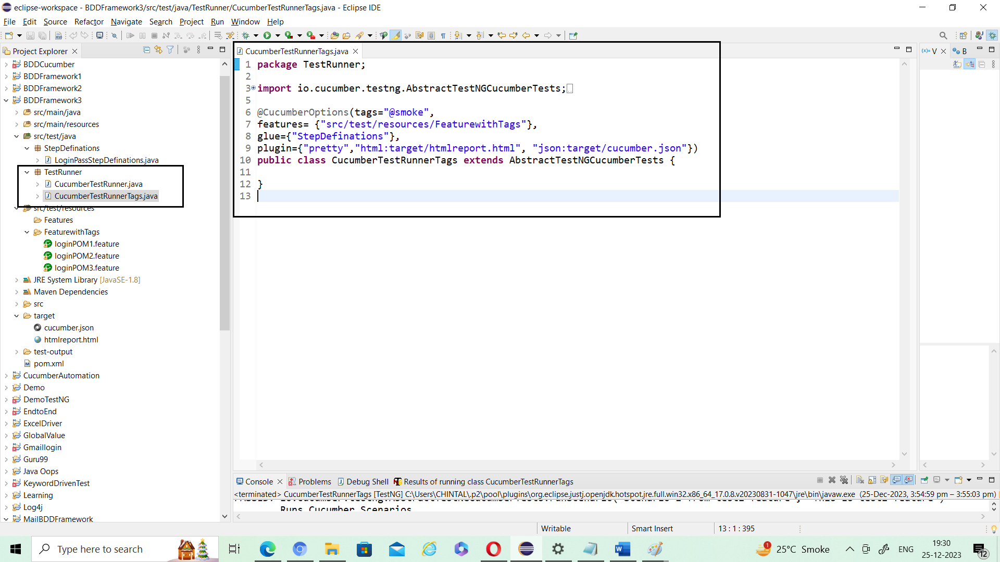 eclipse-workspace - BDDFramework3/src/test/java/TestRunner/CucumberTestRunnerTags.java - Eclipse IDE
File Edit Source Refactor Navigate Search Project Run Window Help
Project Explorer
BDDCucumber
BDDFramework1
BDDFramework2
BDDFramework3
src/main/java
src/main/resources
src/test/java
StepDefinations
LoginPassStepDefinations.java
TestRunner
CucumberTestRunner.java
CucumberTestRunnerTags.java
src/test/resources
Features
FeaturewithTags
loginPOM1.feature
loginPOM2.feature
loginPOM3.feature
JRE System Library [JavaSE-1.8]
Maven Dependencies
src
target
cucumber.json
htmlreport.html
test-output
pom.xml
CucumberAutomation
Demo
DemoTestNG
EndtoEnd
ExcelDriver
GlobalValue
Gmaillogin
Guru99
Java Oops
KeywordDrivenTest
Learning
Log4j
MailBDDFramework
CucumberTestRunnerTags.java
1 package TestRunner;
2
3 import io.cucumber.testng.AbstractTestNGCucumberTests;
5
6 @CucumberOptions(tags="@smoke",
7 features= {"src/test/resources/FeaturewithTags"},
8 glue={"StepDefinations"},
9 plugin={"pretty","html:target/htmlreport.html", "json:target/cucumber.json"})
10 public class CucumberTestRunnerTags extends AbstractTestNGCucumberTests {
11
12 }
13
(x)= V B
Console Problems Debug Shell Results of running class CucumberTestRunnerTags
<terminated> CucumberTestRunnerTags [TestNG] C:\Users\CHINTAL\.p2\pool\plugins\org.eclipse.justj.openjdk.hotspot.jre.full.win32.x86_64_17.0.8.v20230831-1047\jre\bin\javaw.exe (25-Dec-2023, 3:54:59 pm – 3:55:03 pm)
Runs Cucumber Scenarios
Writable Smart Insert 13 : 1 : 395
Type here to search
1 25°C Smoke ENG 19:30 25-12-2023 12